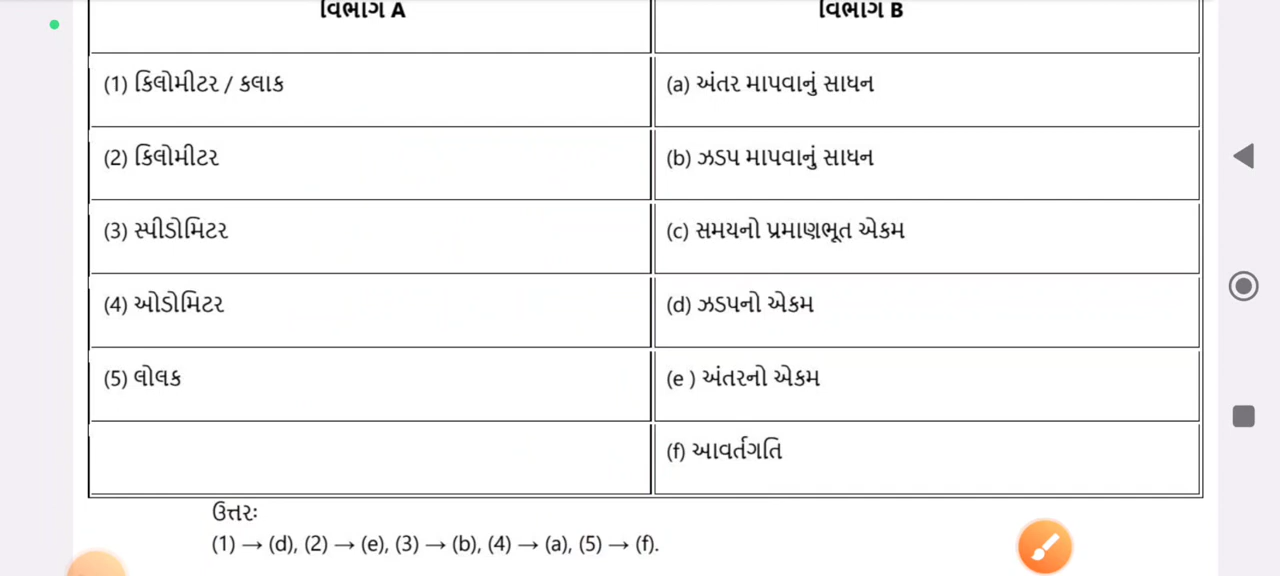 વિભાગ A
વિભાગ B
(1) કિલોમીટર / કલાક
(a) અંતર માપવાનું સાધન
(2) કિલોમીટર
(b) ઝડપ માપવાનું સાધન
(3) સ્પીડોમિટર
(c) સમયનો પ્રમાણભૂત એકમ
(4) ઓડોમિટર
(d) ઝડપનો એકમ
(5) લોલક
(e ) અંતરનો એકમ
(f) આવર્તગતિ
ઉત્તરઃ
(1) → (d), (2) → (e), (3) → (b), (4) → (a), (5) → (f).